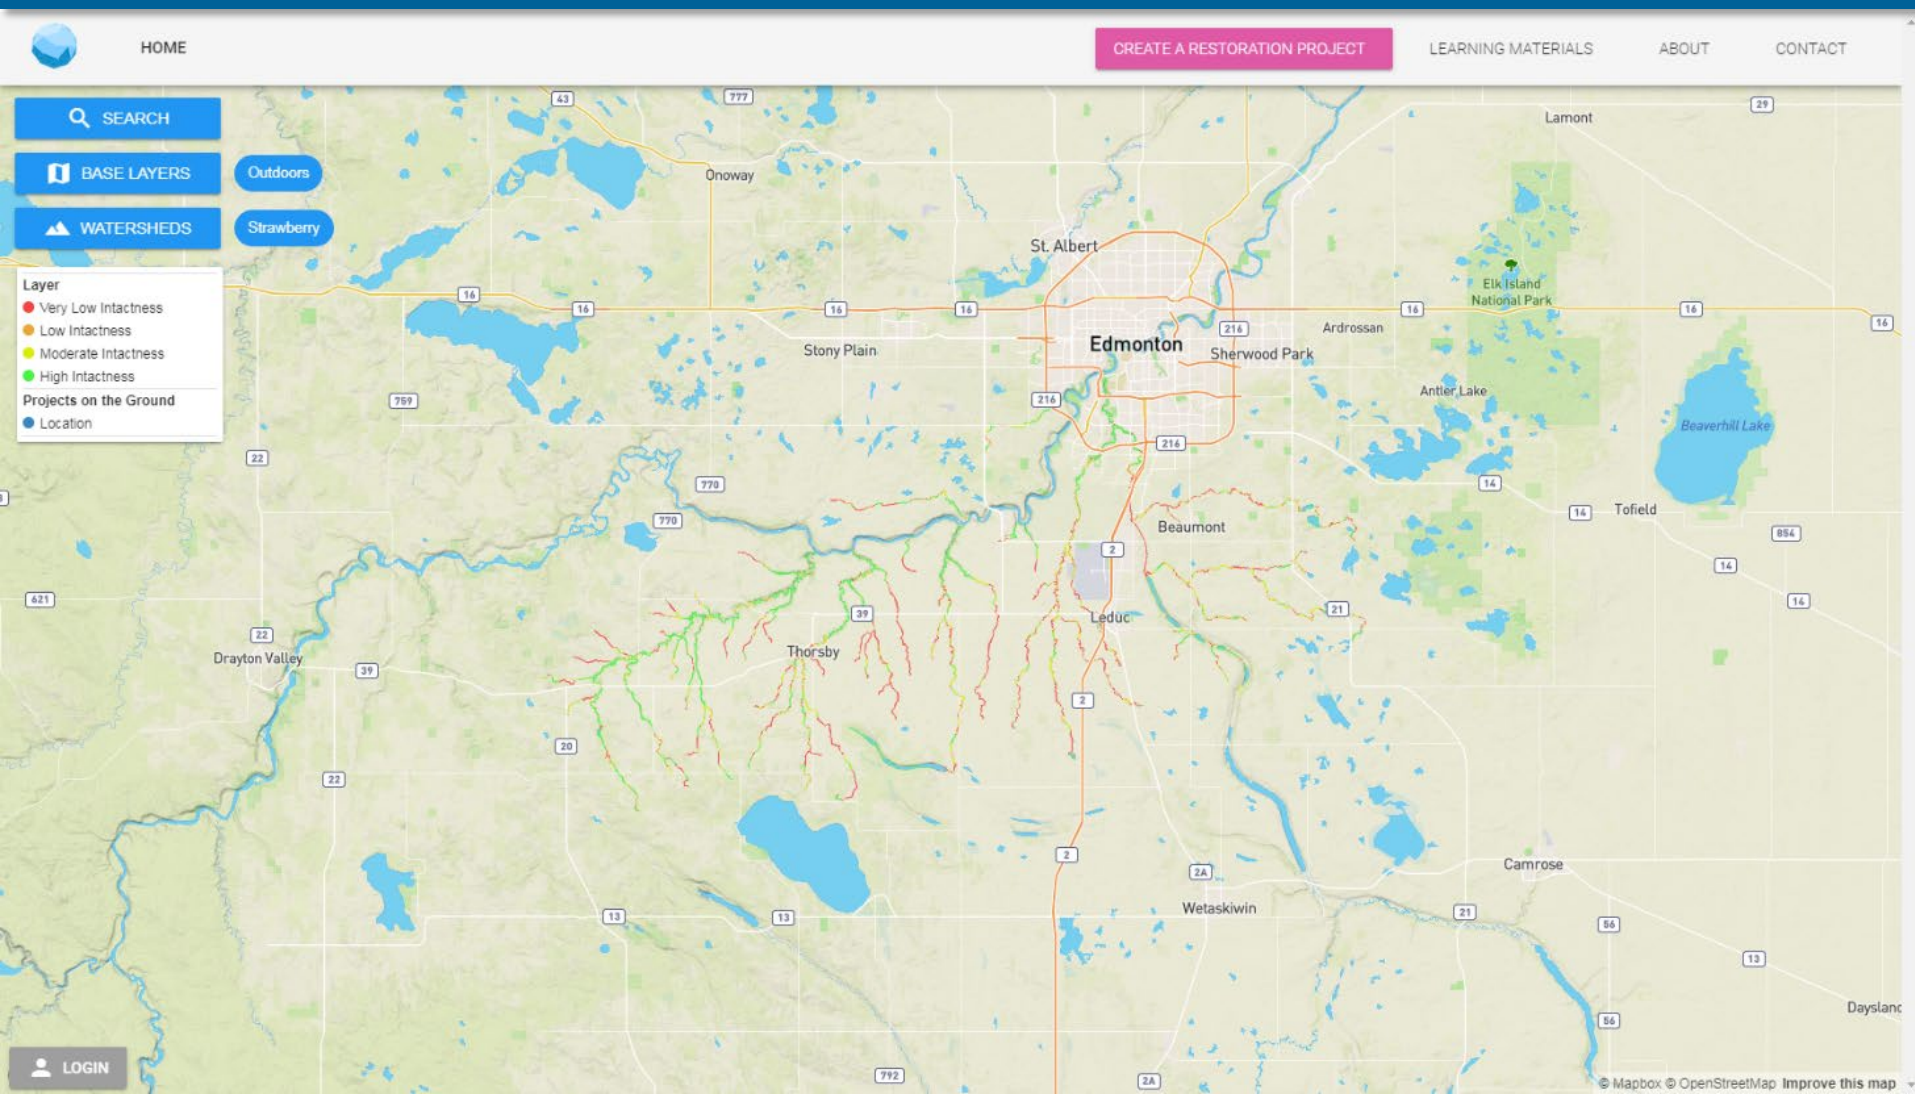 HOME
CREATE A RESTORATION PROJECT
LEARNING MATERIALS
ABOUT
CONTACT
SEARCH
BASE LAYERS
Outdoors
WATERSHEDS
Strawberry
Layer
Very Low Intactness
Low Intactness
Moderate Intactness
High Intactness
Projects on the Ground
Location
43
777
29
Lamont
Onoway
St. Albert
Elk Island
National Park
16
16
16
16
16
16
16
216
Ardrossan
Edmonton
Sherwood Park
Stony Plain
Antler Lake
759
216
Beaverhill Lake
216
22
770
14
770
Beaumont
14
Tofield
854
2
14
621
14
39
21
Leduc
22
Drayton Valley
Thorsby
39
2
20
22
2
Camrose
2A
Wetaskiwin
13
13
21
56
13
Dayslanc
56
LOGIN
792
2A
© Mapbox © OpenStreetMap Improve this map